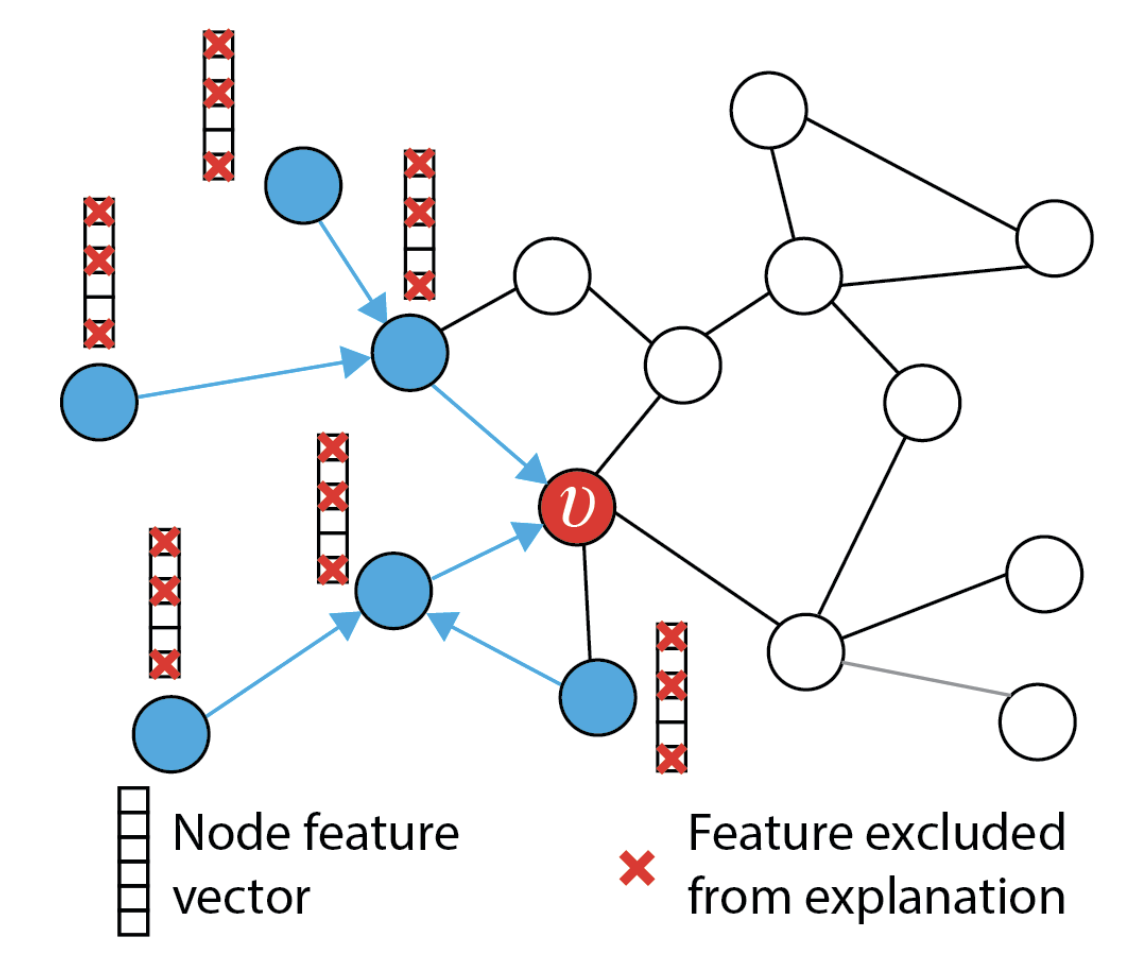 υ
Node feature
vector
Feature excluded
from explanation